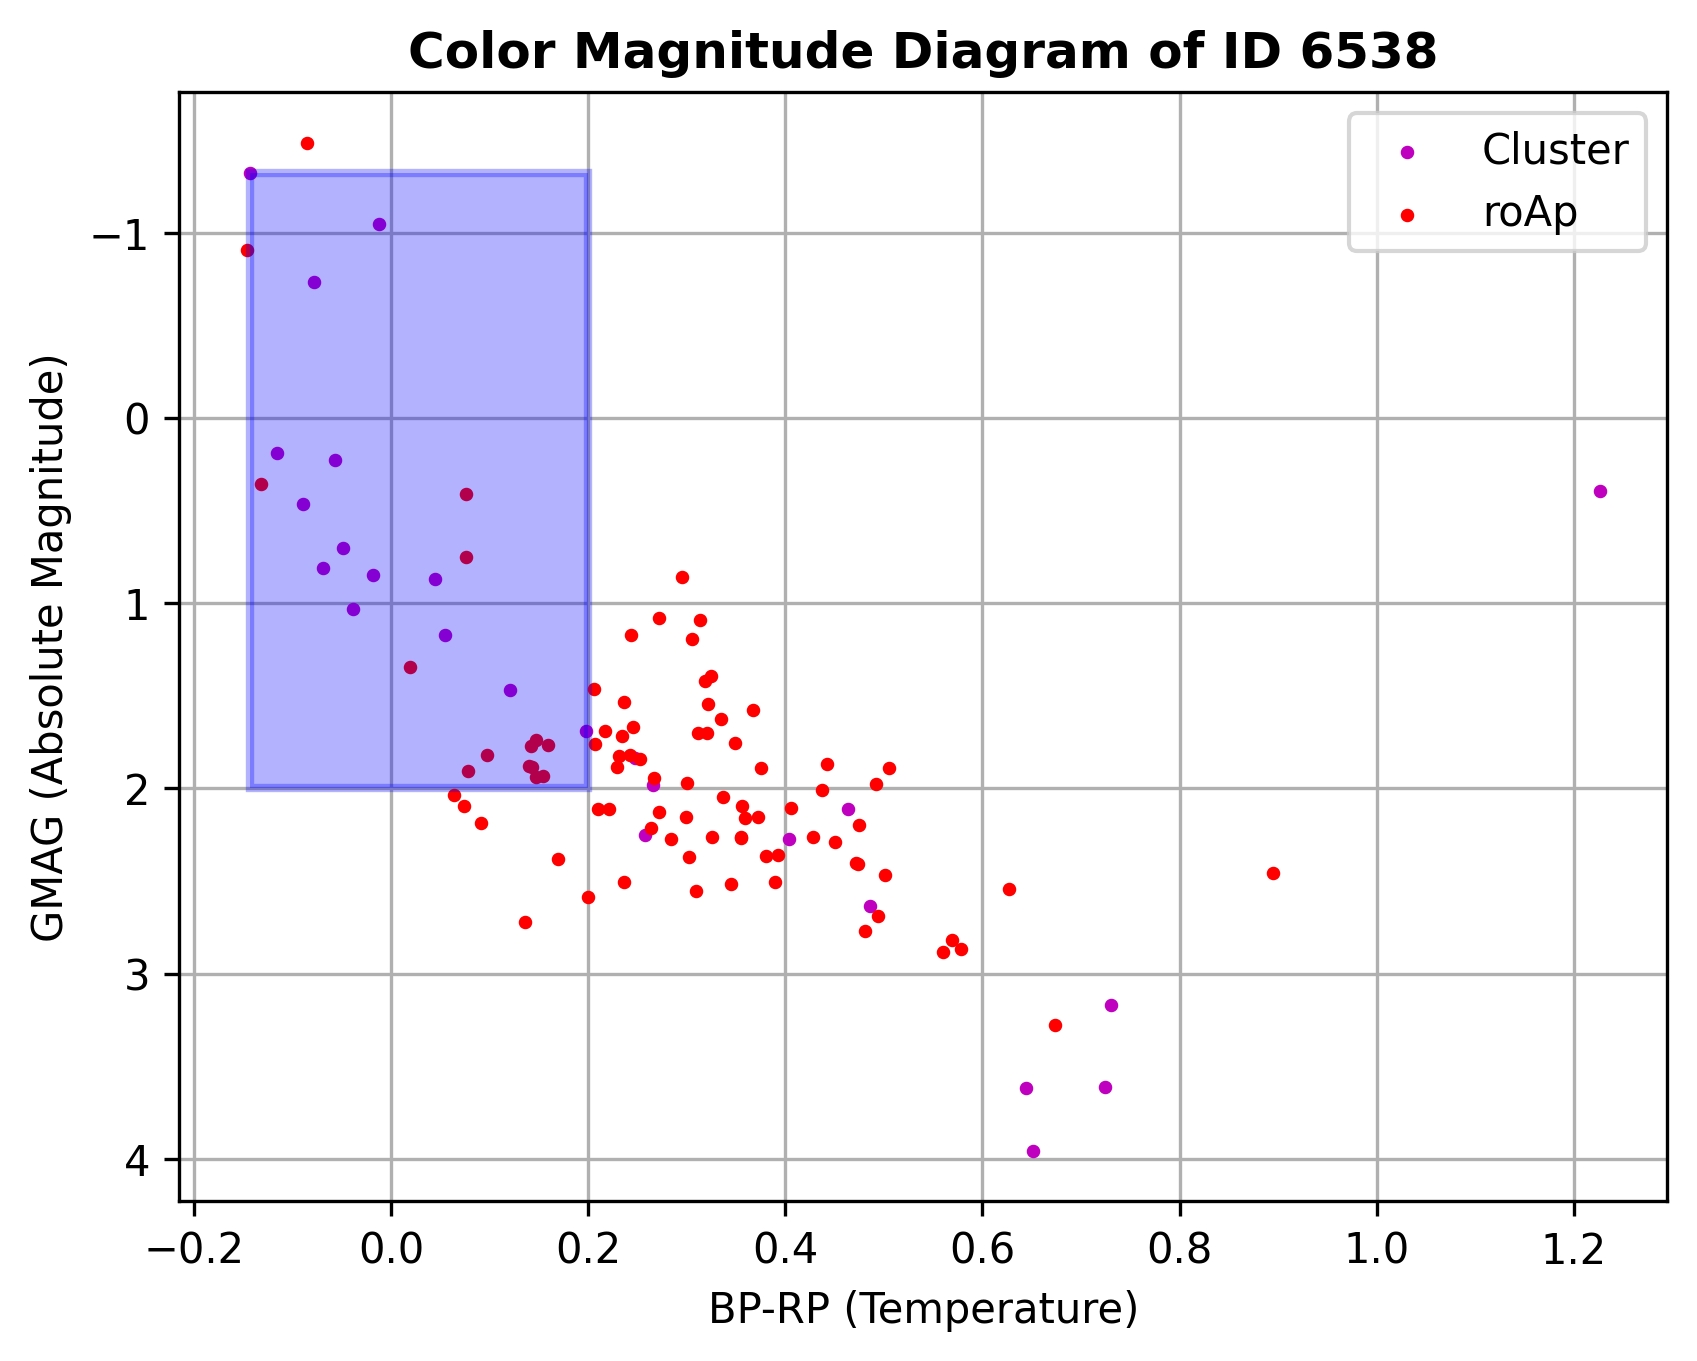 Color Magnitude Diagram of ID 6538
Cluster
roAp
GMAG (Absolute Magnitude)
−1
0
1
2
3
4
−0.2 0.0 0.2 0.4 0.6 0.8 1.0 1.2
BP-RP (Temperature)